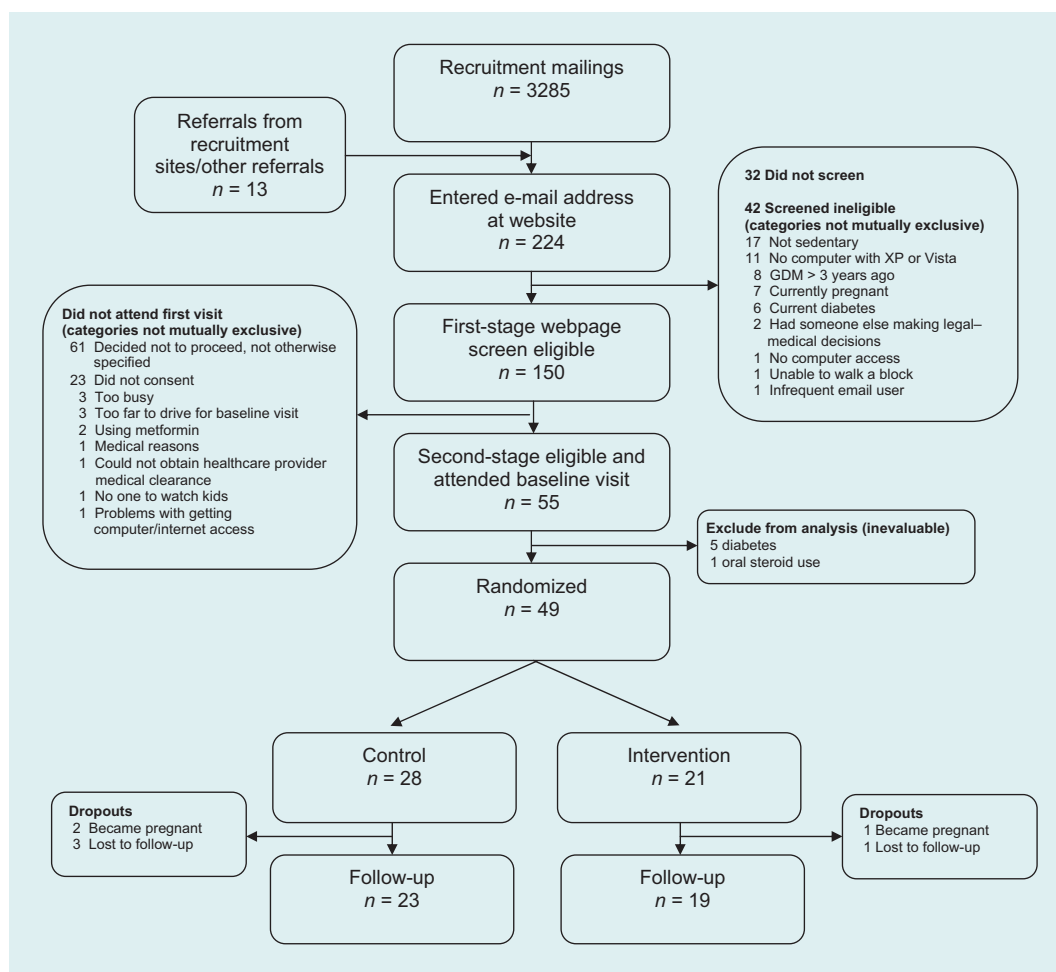 Recruitment mailings
n = 3285
Referrals from
recruitment
sites/other referrals
n = 13
Entered e-mail address
at website
n = 224
32 Did not screen
42 Screened ineligible
(categories not mutually exclusive)
17 Not sedentary
11 No computer with XP or Vista
8 GDM > 3 years ago
7 Currently pregnant
6 Current diabetes
2 Had someone else making legal–
medical decisions
1 No computer access
1 Unable to walk a block
1 Infrequent email user
First-stage webpage
screen eligible
n = 150
Did not attend first visit
(categories not mutually exclusive)
61 Decided not to proceed, not otherwise
specified
23 Did not consent
3 Too busy
3 Too far to drive for baseline visit
2 Using metformin
1 Medical reasons
1 Could not obtain healthcare provider
medical clearance
1 No one to watch kids
1 Problems with getting
computer/internet access
Second-stage eligible and
attended baseline visit
n = 55
Exclude from analysis (inevaluable)
5 diabetes
1 oral steroid use
Randomized
n = 49
Control
n = 28
Intervention
n = 21
Dropouts
2 Became pregnant
3 Lost to follow-up
Dropouts
1 Became pregnant
1 Lost to follow-up
Follow-up
n = 23
Follow-up
n = 19